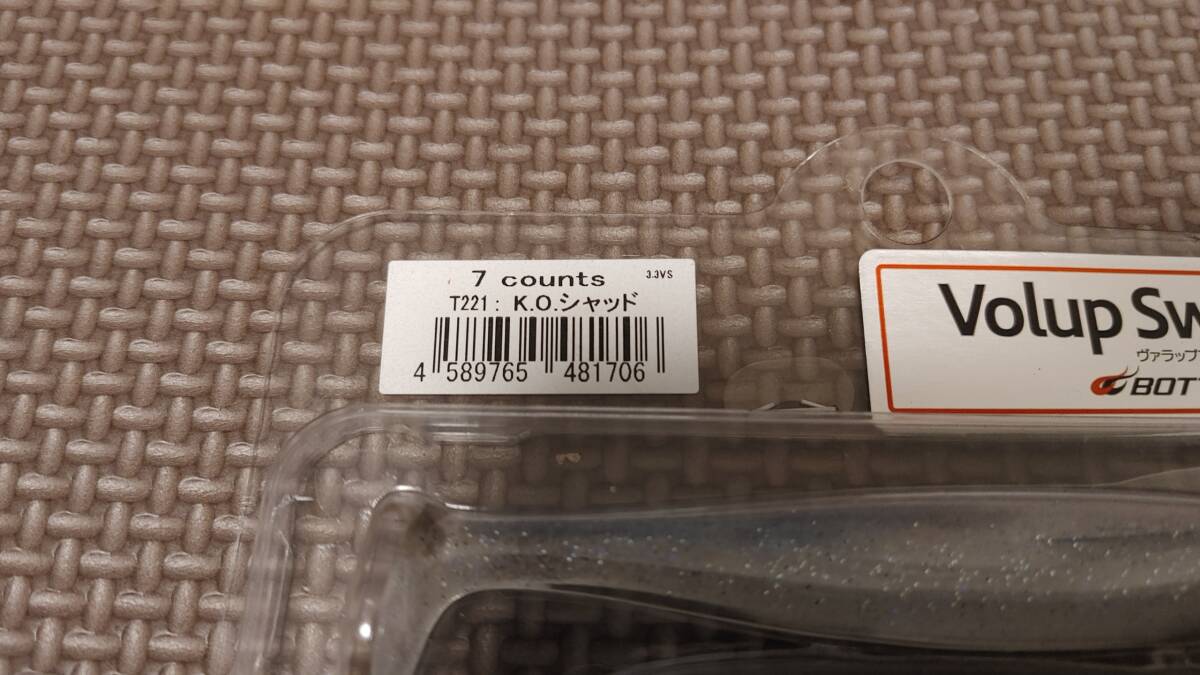 7 counts
3.3VS
T221: K.O.シャッド
4 589765 481706
Volup Sw
ヴァラップ
BOT